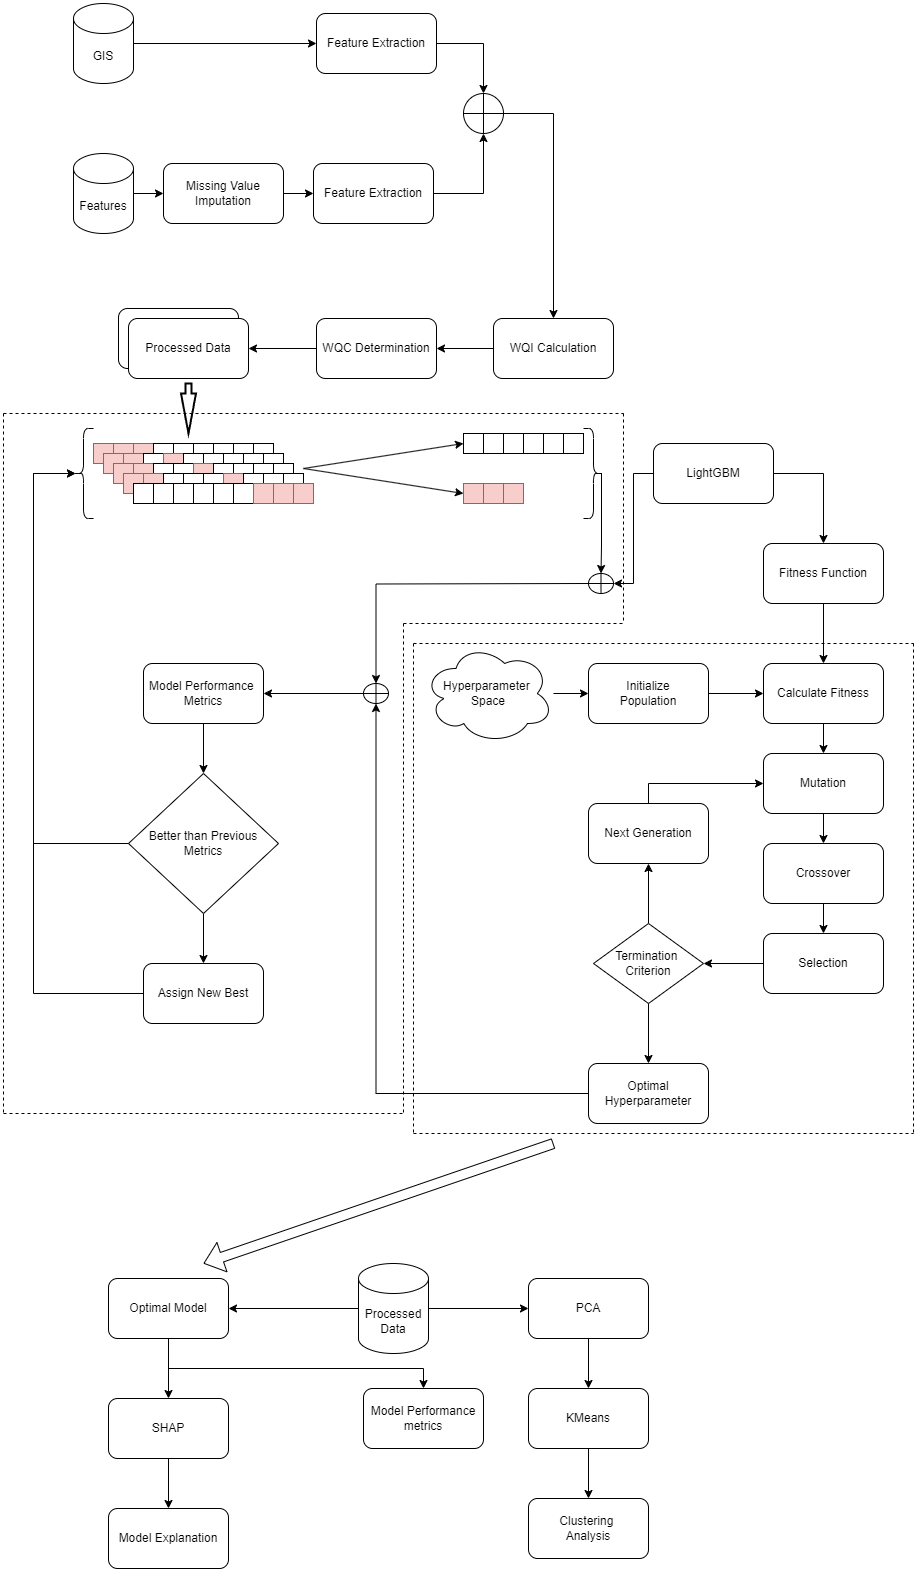 GIS
Feature Extraction
Features
Missing Value
Imputation
Feature Extraction
Processed Data
WQC Determination
WQI Calculation
LightGBM
Fitness Function
Model Performance
Metrics
Hyperparameter
Space
Initialize
Population
Calculate Fitness
Mutation
Better than Previous
Metrics
Next Generation
Crossover
Termination
Criterion
Selection
Assign New Best
Optimal
Hyperparameter
Optimal Model
Processed
Data
PCA
SHAP
Model Performance
metrics
KMeans
Model Explanation
Clustering
Analysis